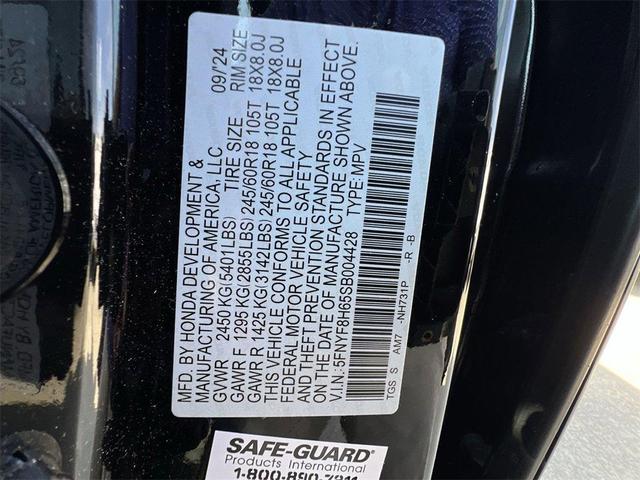 MFD. BY HONDA DEVELOPMENT & 09/'24
MANUFACTURING OF AMERICA, LLC
GVWR 2450 KG(5401LBS) TIRE SIZE RIM SIZE
GAWR F 1295 KG(2855LBS) 245/60R18 105T 18X8.0J
GAWR R 1425 KG(3142LBS) 245/60R18 105T 18X8.0J
THIS VEHICLE CONFORMS TO ALL APPLICABLE
FEDERAL MOTOR VEHICLE SAFETY
AND THEFT PREVENTION STANDARDS IN EFFECT
ON THE DATE OF MANUFACTURE SHOWN ABOVE.
V.I.N.: 5FNYF8H65SB004428 TYPE: MPV
TGS S AM7 -NH731P -R -B
SAFE-GUARD®
Products International